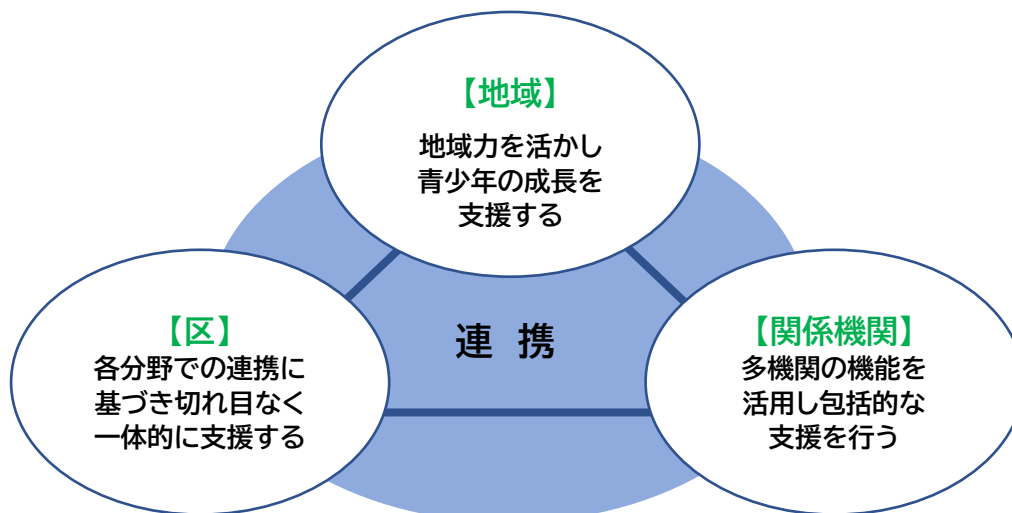 【地域】
地域力を活かし
青少年の成長を
支援する
【区】
各分野での連携に
基づき切れ目なく
一体的に支援する
連 携
【関係機関】
多機関の機能を
活用し包括的な
支援を行う